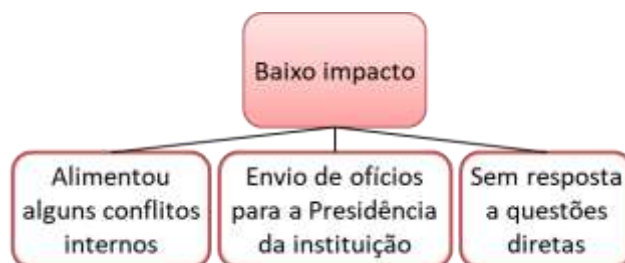 Baixo impacto
Alimentou
alguns conflitos
internos
Envio de ofícios
para a Presidência
da instituição
Sem resposta
a questões
diretas